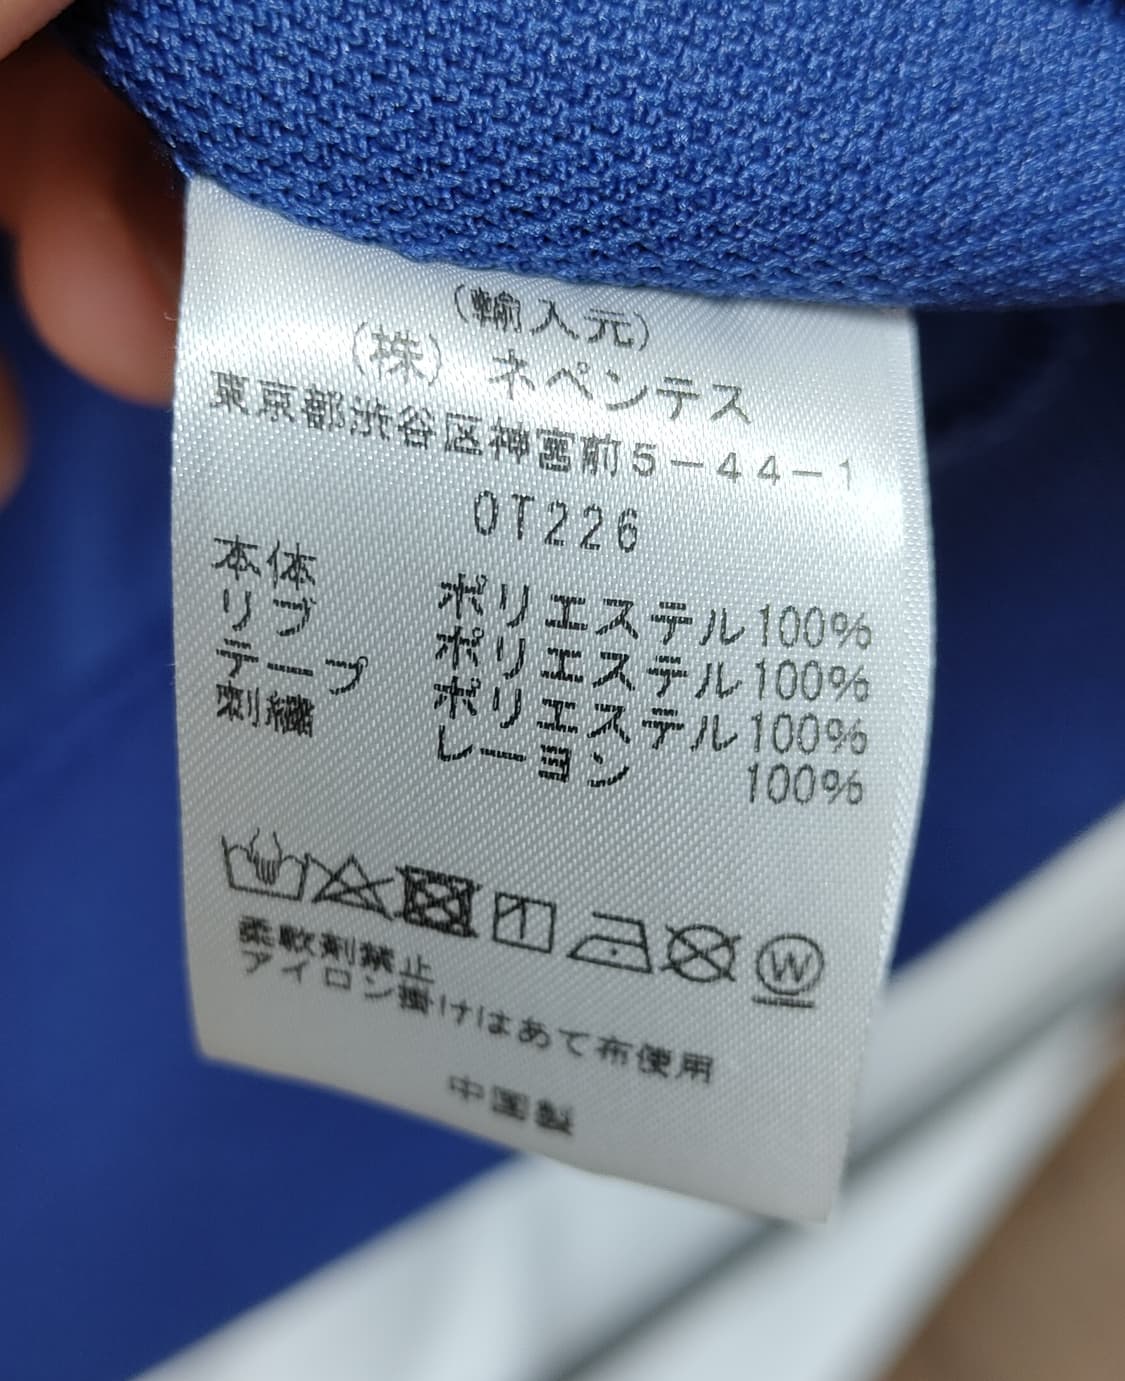 (輸入元)
(株) ネペンテス
東京都渋谷区神宮前5-44-1
OT226
本体 ポリエステル100%
リブ ポリエステル100%
テープ ポリエステル100%
刺繍 レーヨン 100%
W
柔軟剤禁止
アイロン掛けはあて布使用
中国製